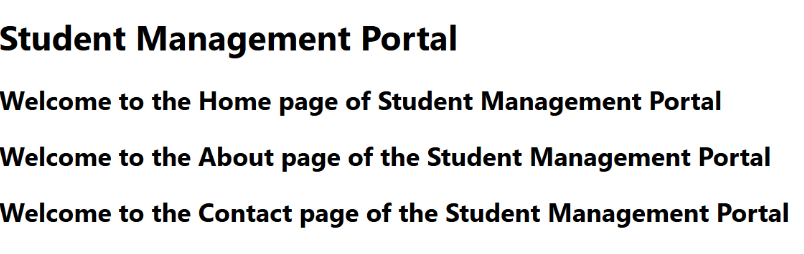 Student Management Portal
Welcome to the Home page of Student Management Portal
Welcome to the About page of the Student Management Portal
Welcome to the Contact page of the Student Management Portal